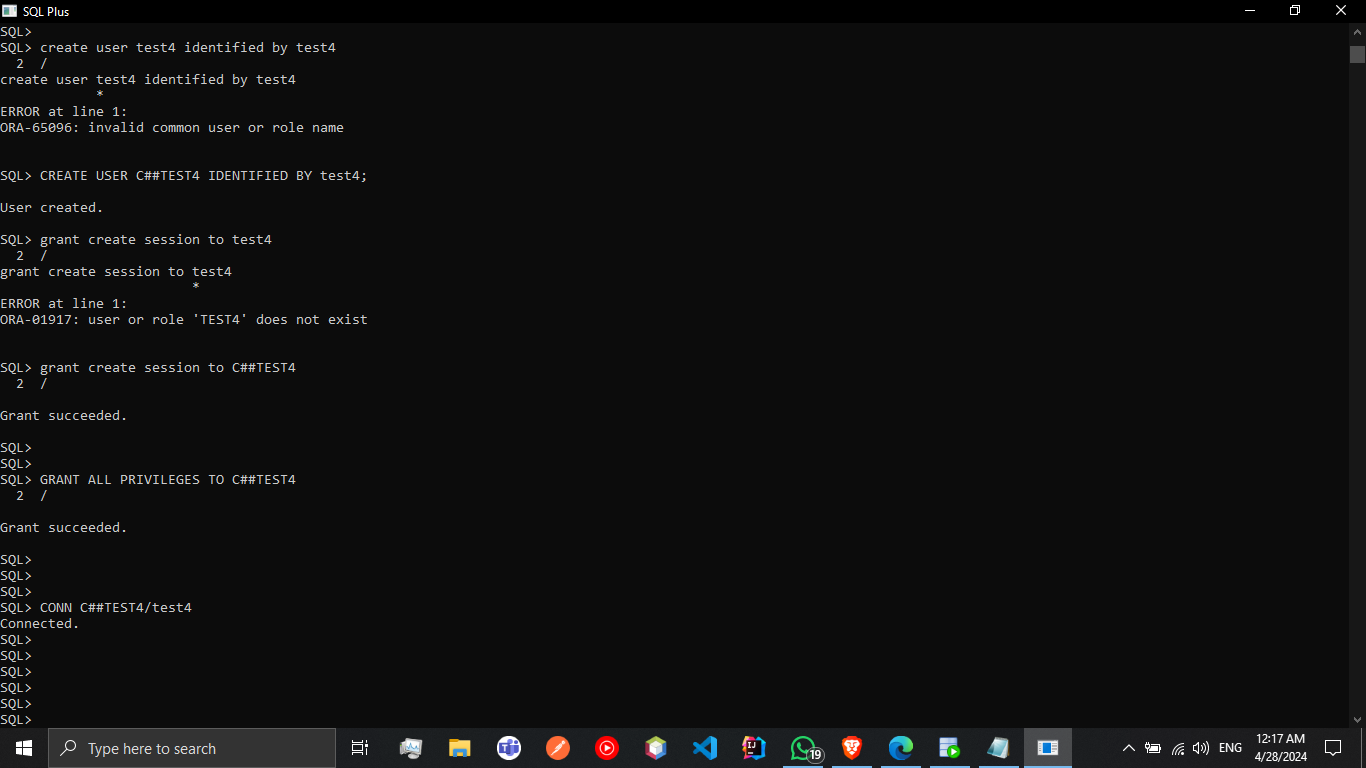 SQL Plus
SQL>
SQL> create user test4 identified by test4
  2  /
create user test4 identified by test4
            *
ERROR at line 1:
ORA-65096: invalid common user or role name
SQL> CREATE USER C##TEST4 IDENTIFIED BY test4;
User created.
SQL> grant create session to test4
  2  /
grant create session to test4
                        *
ERROR at line 1:
ORA-01917: user or role 'TEST4' does not exist
SQL> grant create session to C##TEST4
  2  /
Grant succeeded.
SQL>
SQL>
SQL> GRANT ALL PRIVILEGES TO C##TEST4
  2  /
Grant succeeded.
SQL>
SQL>
SQL>
SQL> CONN C##TEST4/test4
Connected.
SQL>
SQL>
SQL>
SQL>
SQL>
SQL>
Type here to search
19
ENG
12:17 AM
4/28/2024